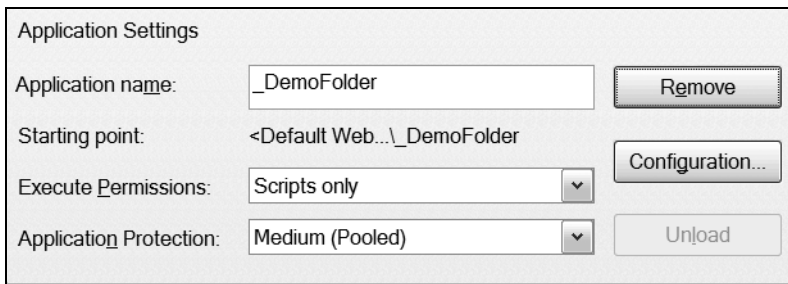 Application Settings
Application name: _DemoFolder Remove
Starting point: <Default Web...\_DemoFolder
Configuration...
Execute Permissions: Scripts only
Application Protection: Medium (Pooled) Unload